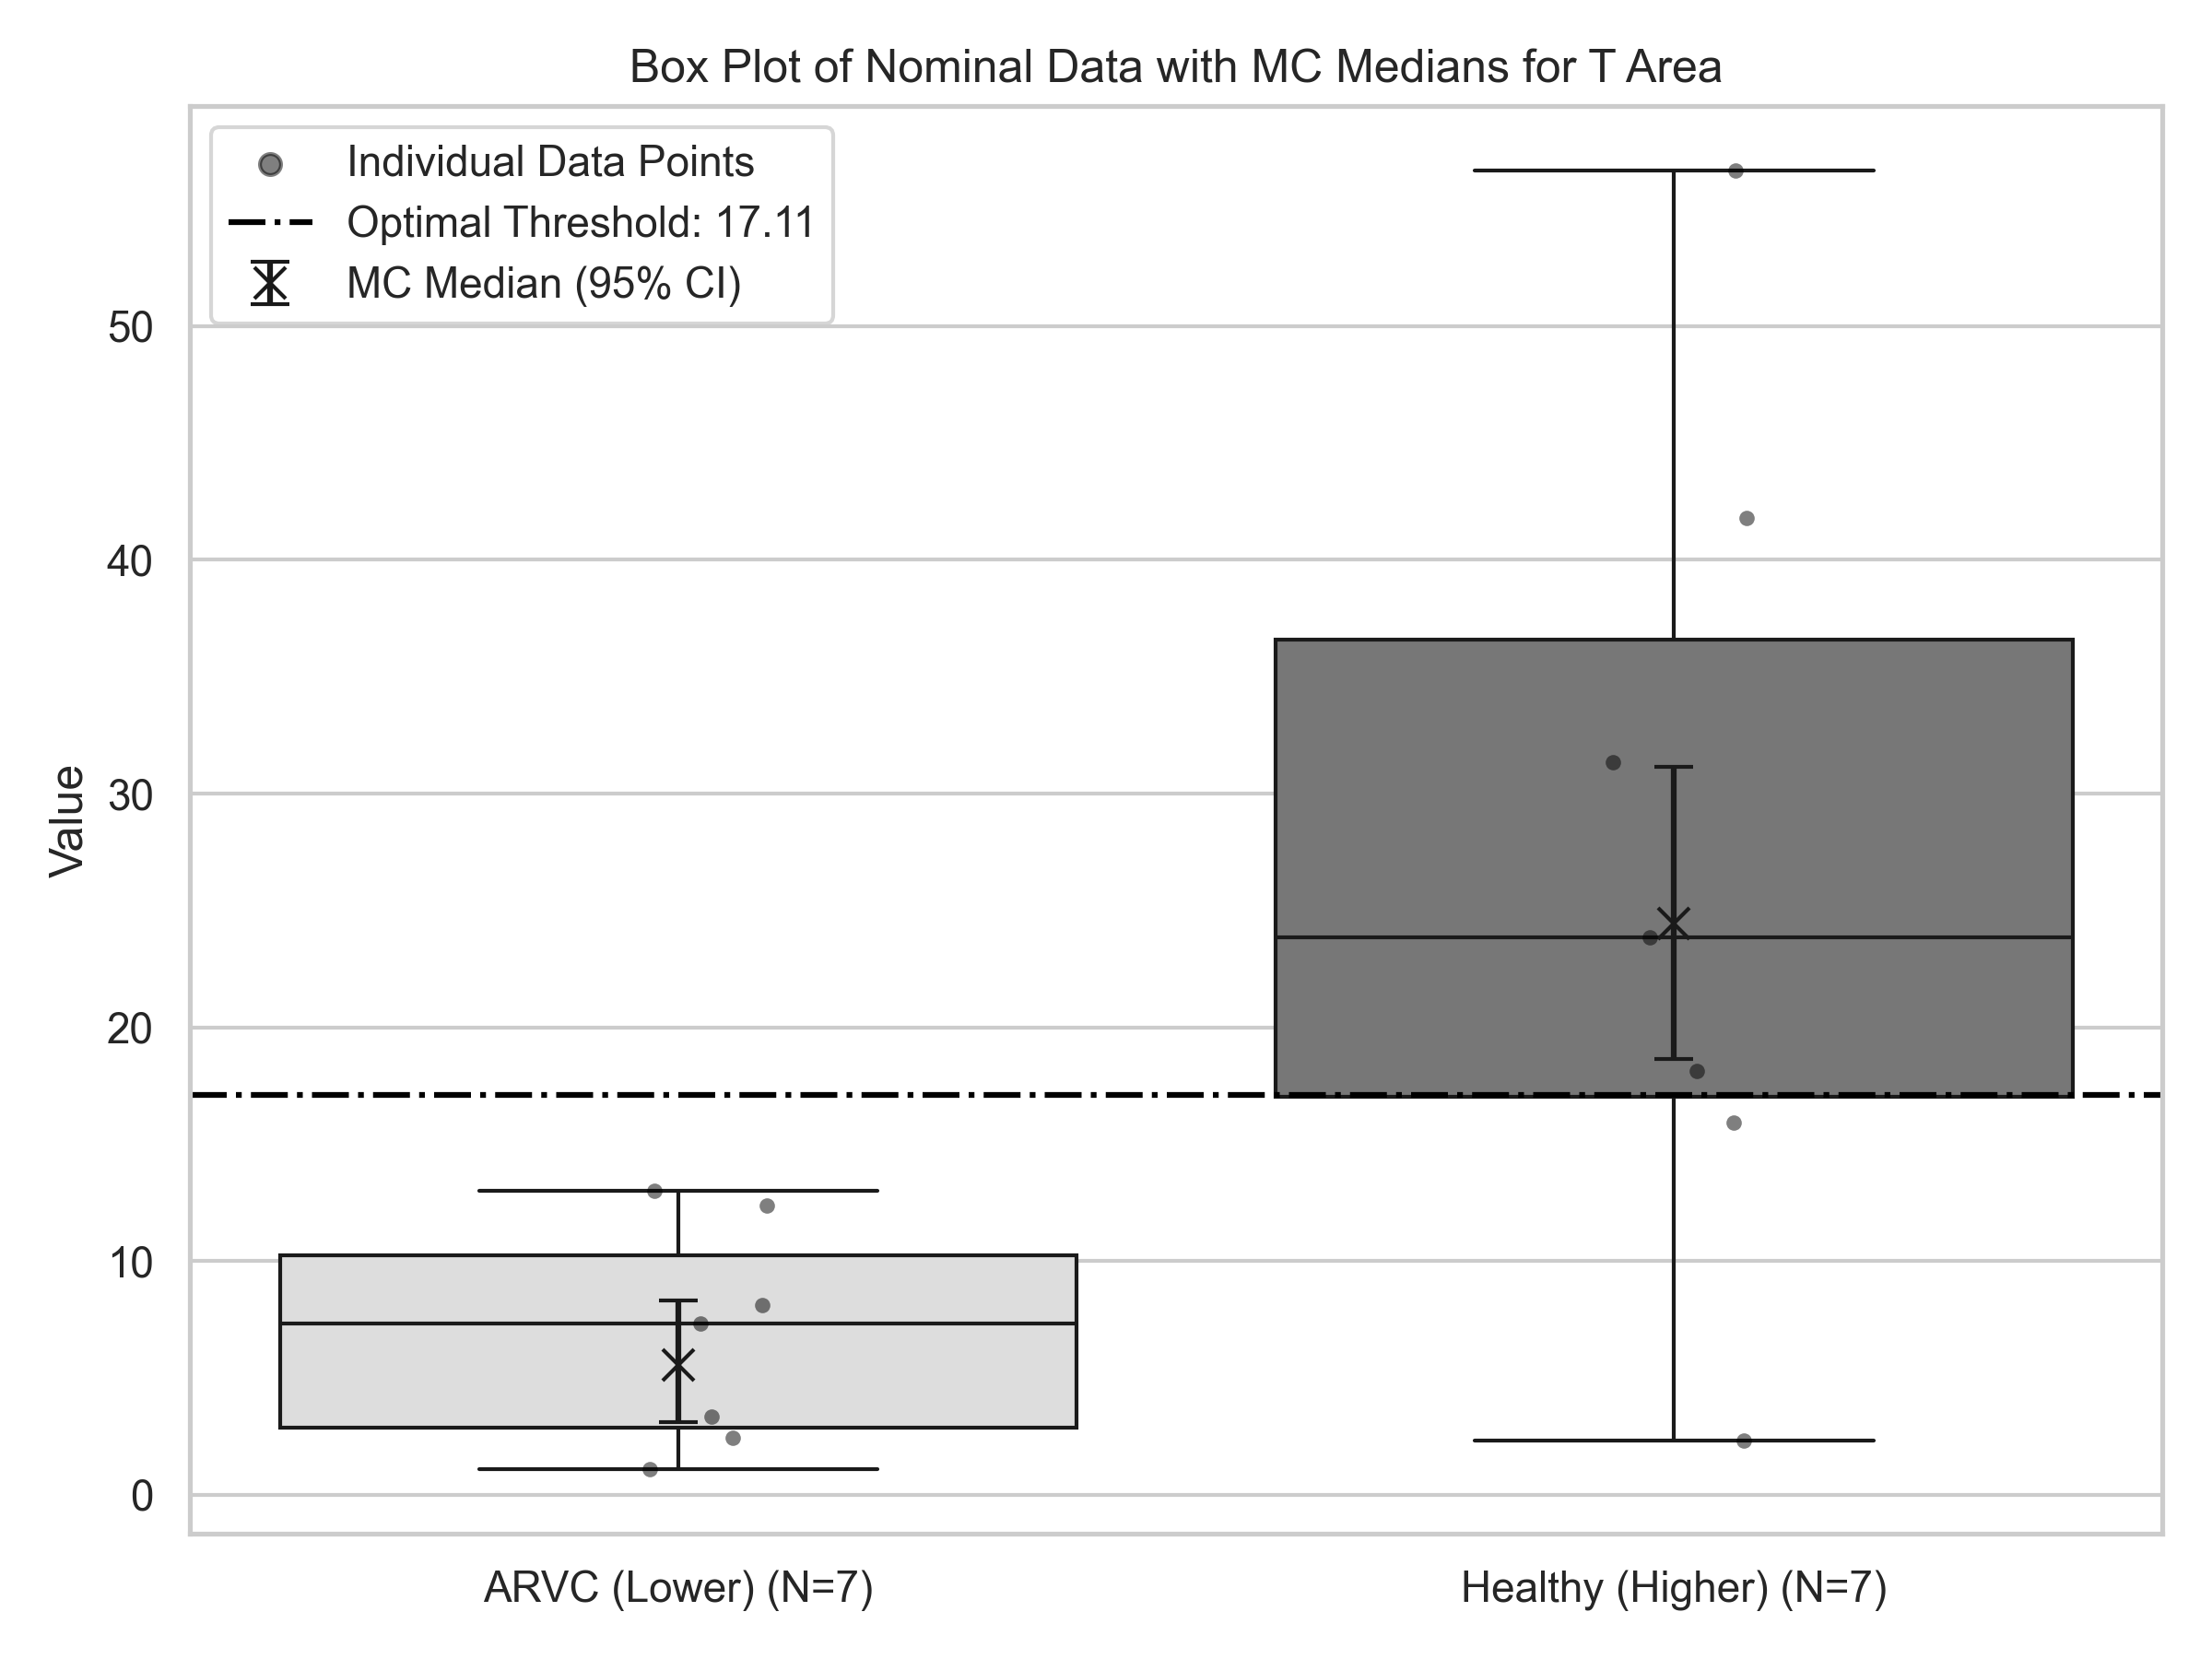 Box Plot of Nominal Data with MC Medians for T Area
Individual Data Points
Optimal Threshold: 17.11
MC Median (95% CI)
Value
50
40
30
20
10
0
ARVC (Lower) (N=7)
Healthy (Higher) (N=7)